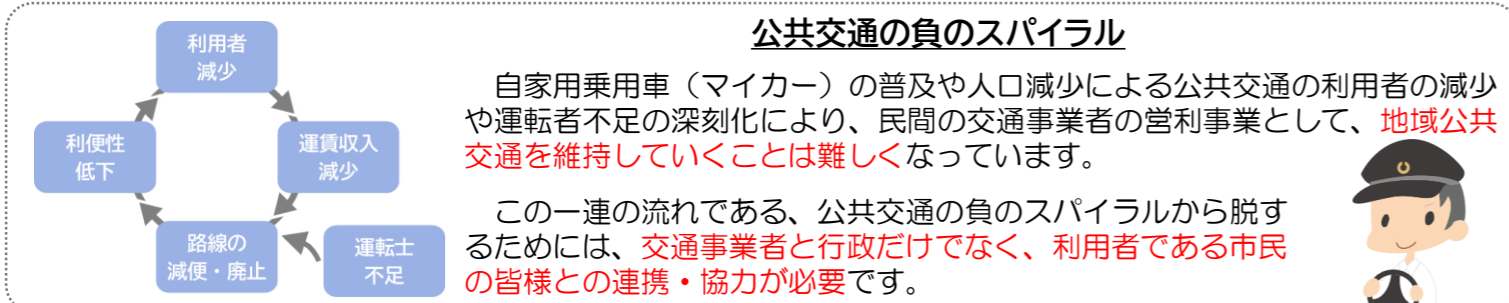 公共交通の負のスパイラル
利用者
減少
運賃収入
減少
路線の
減便・廃止
運転士
不足
利便性
低下
自家用乗用車（マイカー）の普及や人口減少による公共交通の利用者の減少
や運転者不足の深刻化により、民間の交通事業者の営利事業として、地域公共
交通を維持していくことは難しくなっています。
この一連の流れである、公共交通の負のスパイラルから脱す
るためには、交通事業者と行政だけでなく、利用者である市民
の皆様との連携・協力が必要です。